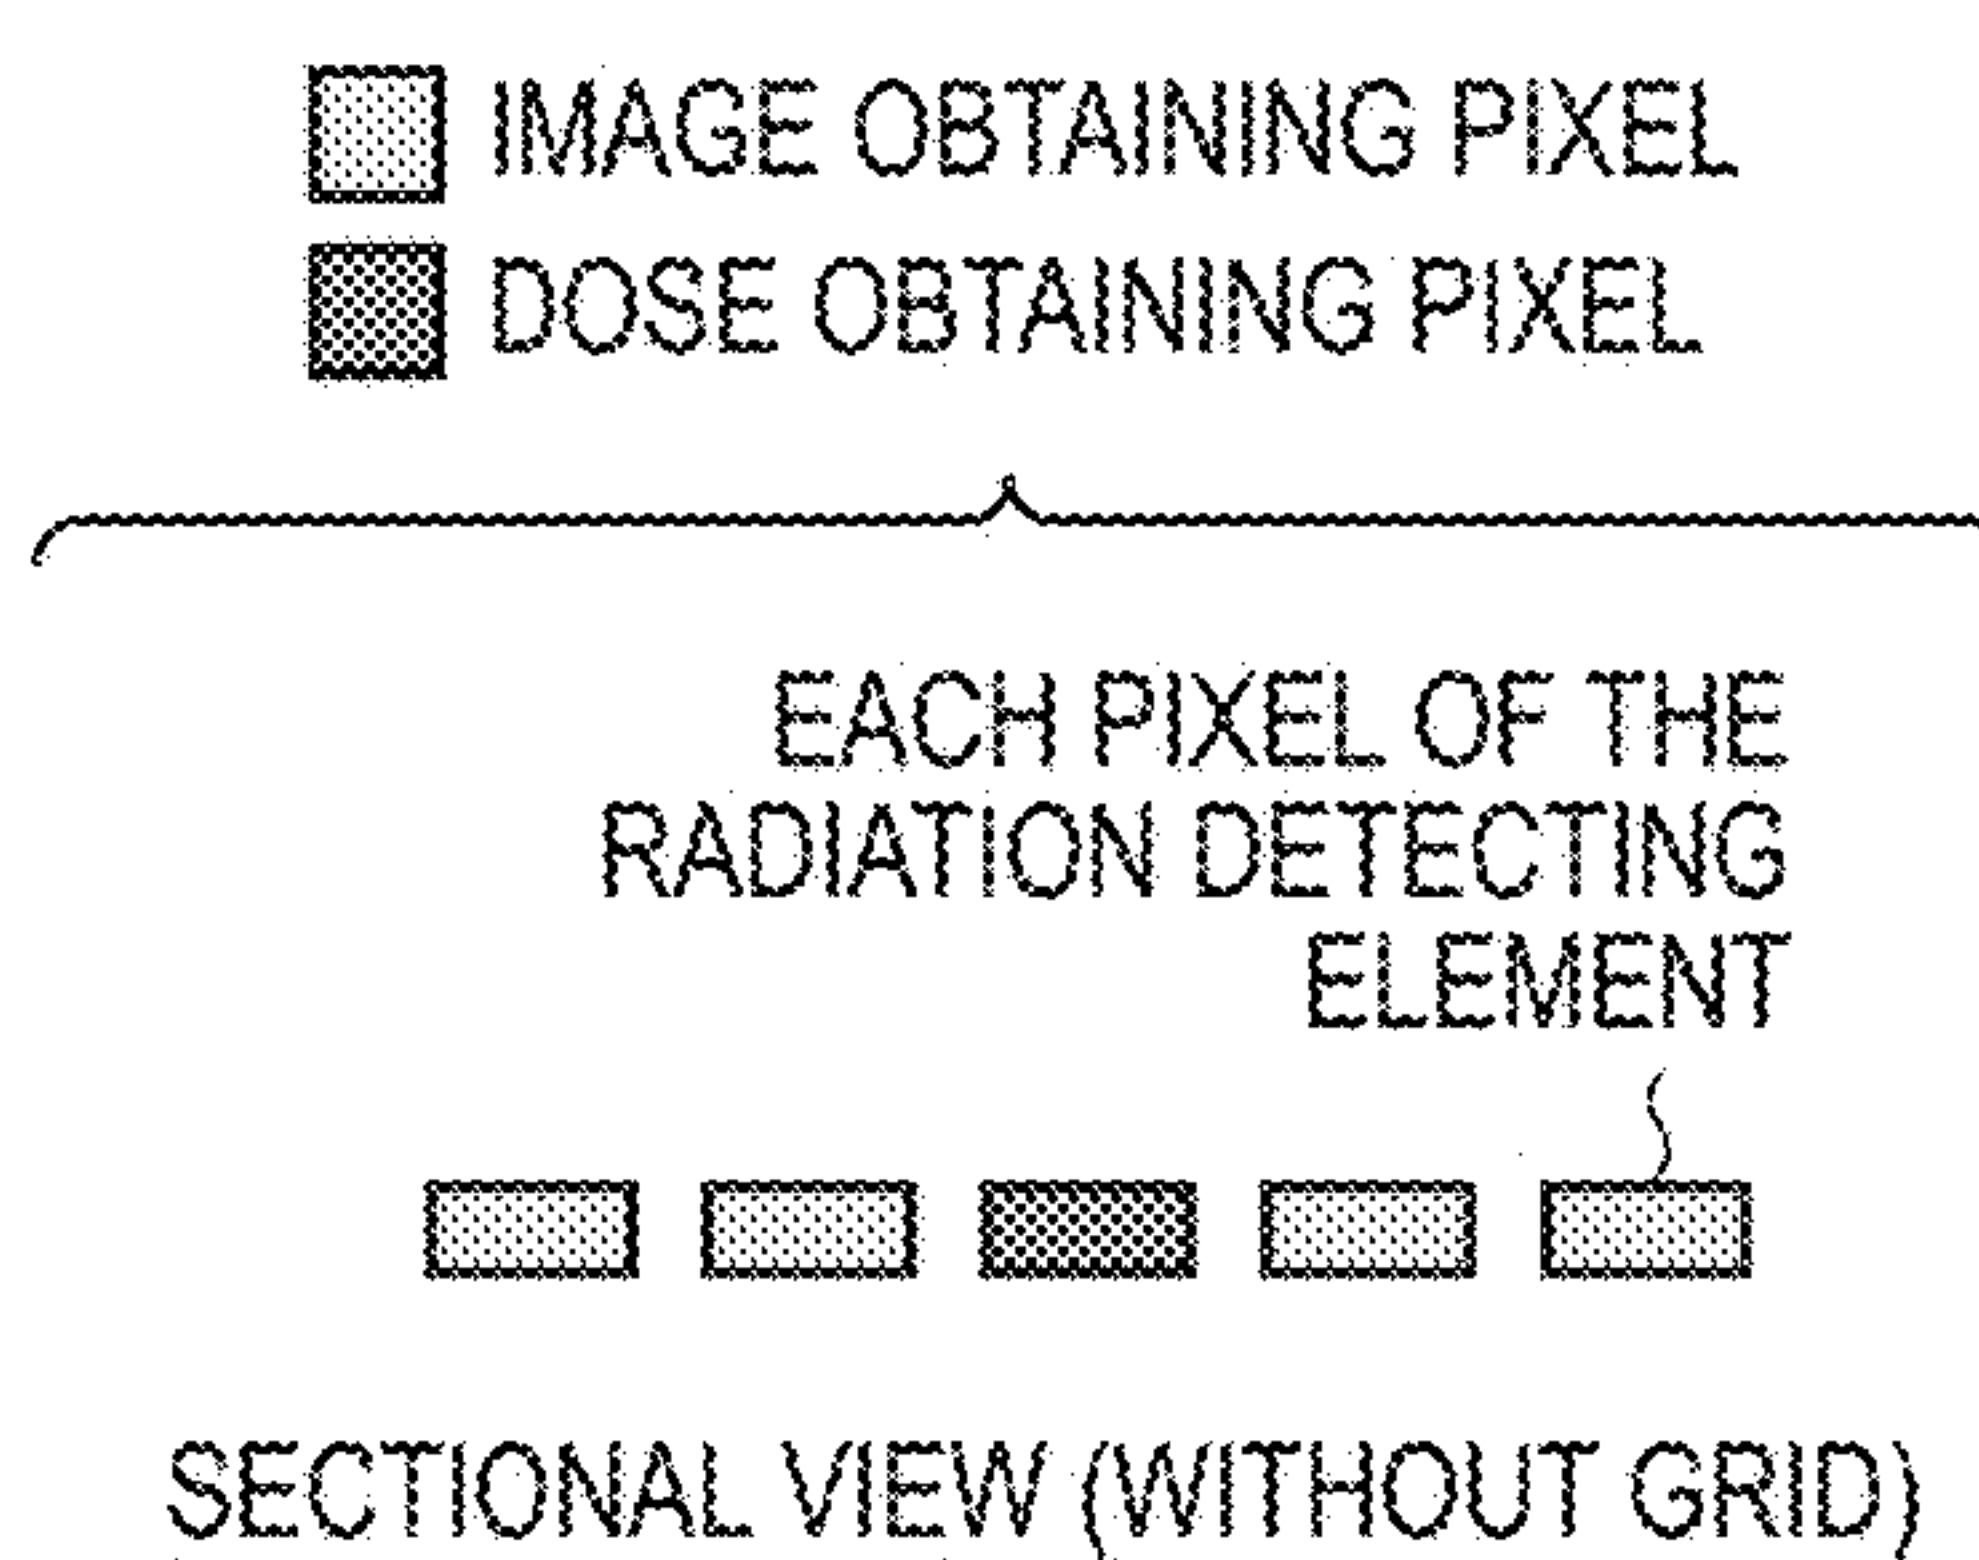 IMAGE OBTAINING PIXEL
DOSE OBTAINING PIXEL
EACH PIXEL OF THE
RADIATION DETECTING
ELEMENT
SECTIONAL VIEW (WITHOUT GRID)